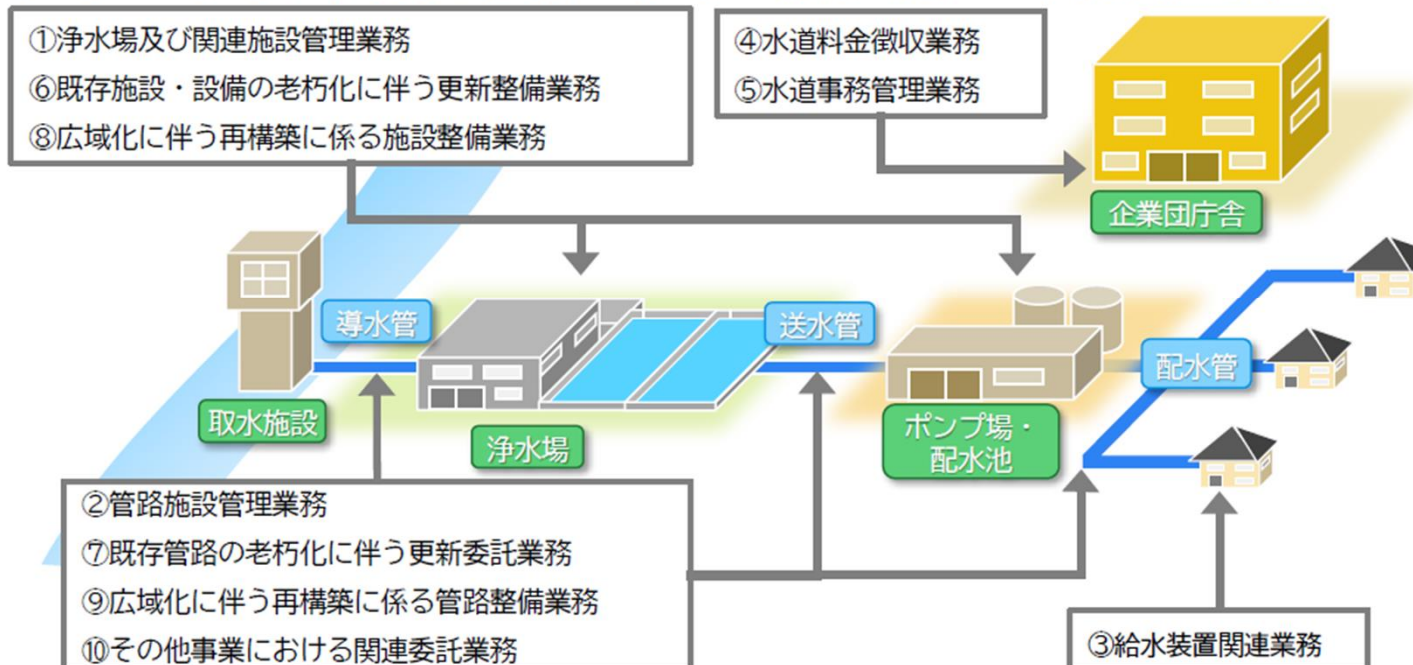 ①浄水場及び関連施設管理業務
⑥既存施設・設備の老朽化に伴う更新整備業務
⑧広域化に伴う再構築に係る施設整備業務
④水道料金徴収業務
⑤水道事務管理業務
企業団庁舎
導水管
送水管
配水管
取水施設
浄水場
ポンプ場・
配水池
②管路施設管理業務
⑦既存管路の老朽化に伴う更新委託業務
⑨広域化に伴う再構築に係る管路整備業務
⑩その他事業における関連委託業務
③給水装置関連業務